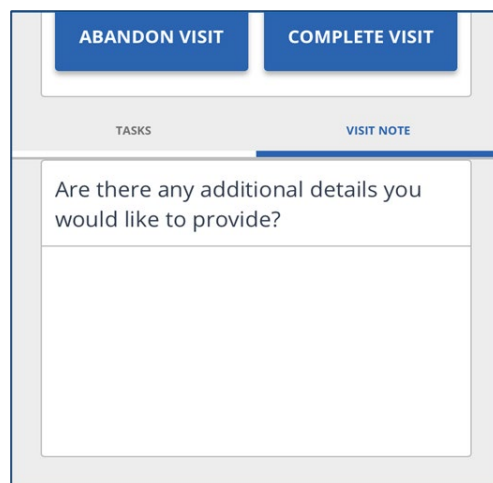 ABANDON VISIT
COMPLETE VISIT
TASKS
VISIT NOTE
Are there any additional details you
would like to provide?